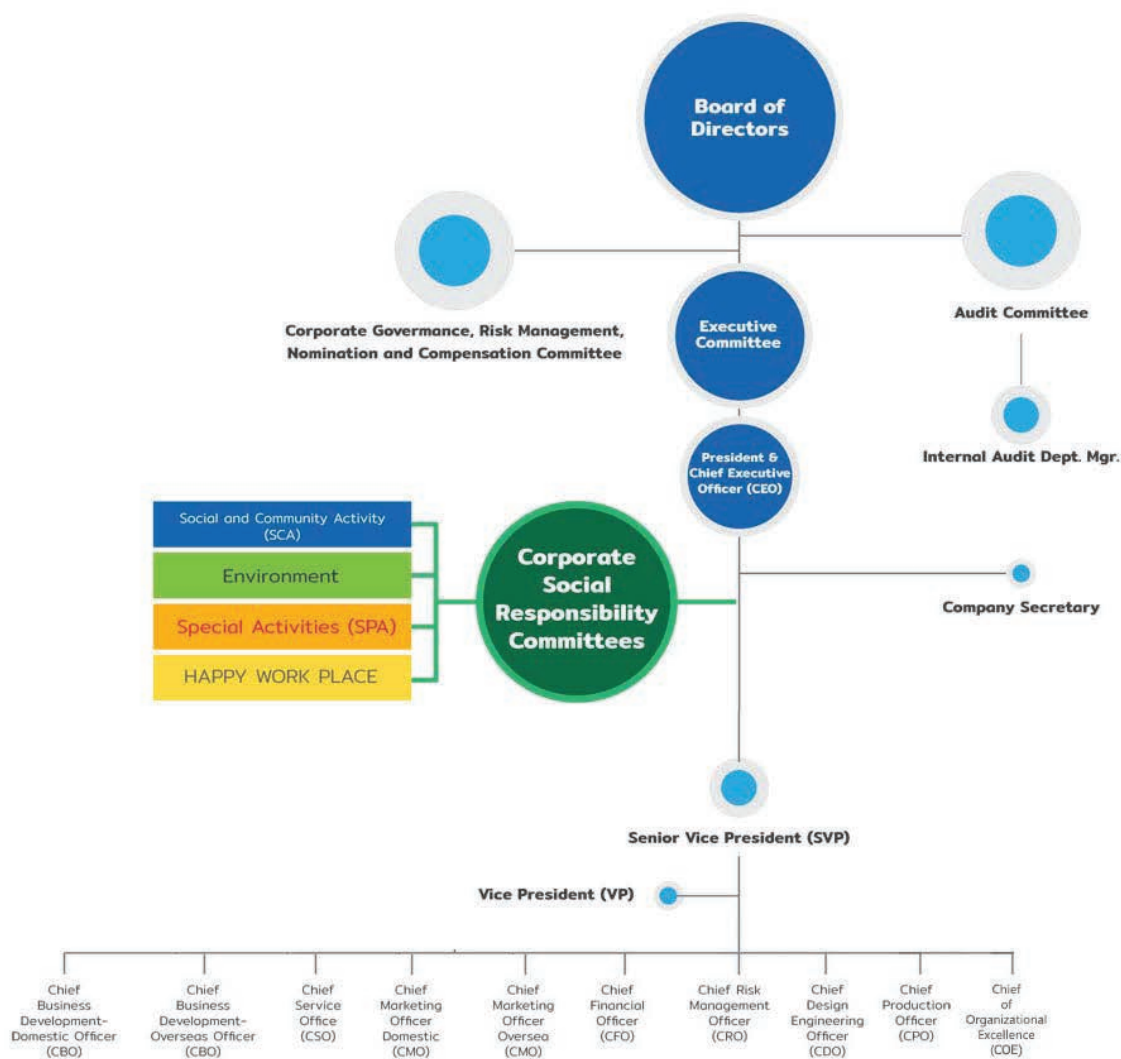 Board of
Directors
Corporate Governance, Risk Management,
Nomination and Compensation Committee
Executive
Committee
Audit Committee
Internal Audit Dept. Mgr.
President &
Chief Executive
Officer (CEO)
Social and Community Activity
(SCA)
Environment
Special Activities (SPA)
HAPPY WORK PLACE
Corporate
Social
Responsibility
Committees
Company Secretary
Senior Vice President (SVP)
Vice President (VP)
Chief
Business
Development-
Domestic Officer
(CBO)
Chief
Business
Development-
Overseas Officer
(CBO)
Chief
Service
Office
(CSO)
Chief
Marketing
Officer
Domestic
(CMO)
Chief
Marketing
Officer
Oversea
(CMO)
Chief
Financial
Officer
(CFO)
Chief Risk
Management
Officer
(CRO)
Chief
Design
Engineering
Officer
(CDO)
Chief
Production
Officer
(CPO)
Chief
of
Organizational
Excellence
(COE)